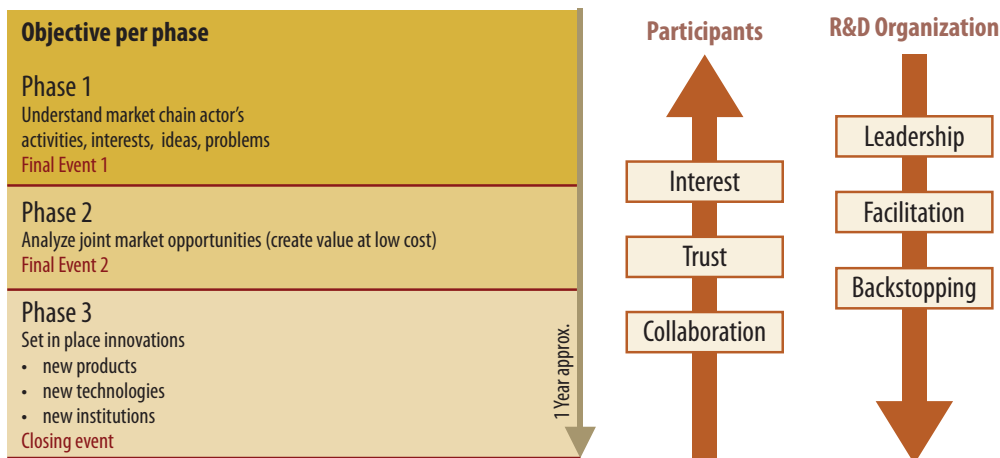 Objective per phase
Phase 1
Understand market chain actor's
activities, interests, ideas, problems
Final Event 1
Phase 2
Analyze joint market opportunities (create value at low cost)
Final Event 2
Phase 3
Set in place innovations
• new products
• new technologies
• new institutions
Closing event
1 Year approx.
Participants
Interest
Trust
Collaboration
R&D Organization
Leadership
Facilitation
Backstopping